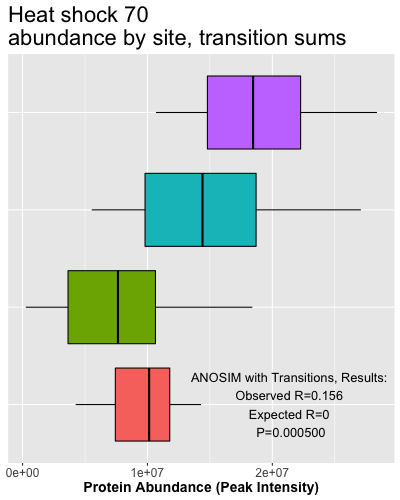 Heat shock 70
abundance by site, transition sums
ANOSIM with Transitions, Results:
Observed R=0.156
Expected R=0
P=0.000500
0e+00 1e+07 2e+07
Protein Abundance (Peak Intensity)